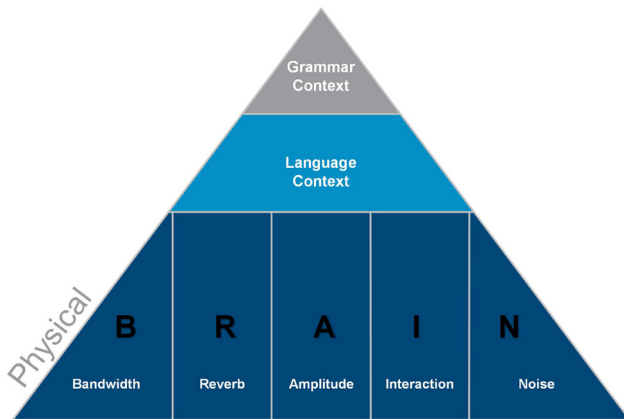 Grammar
Context
Language
Context
Physical
B R A I N
Bandwidth Reverb Amplitude Interaction Noise